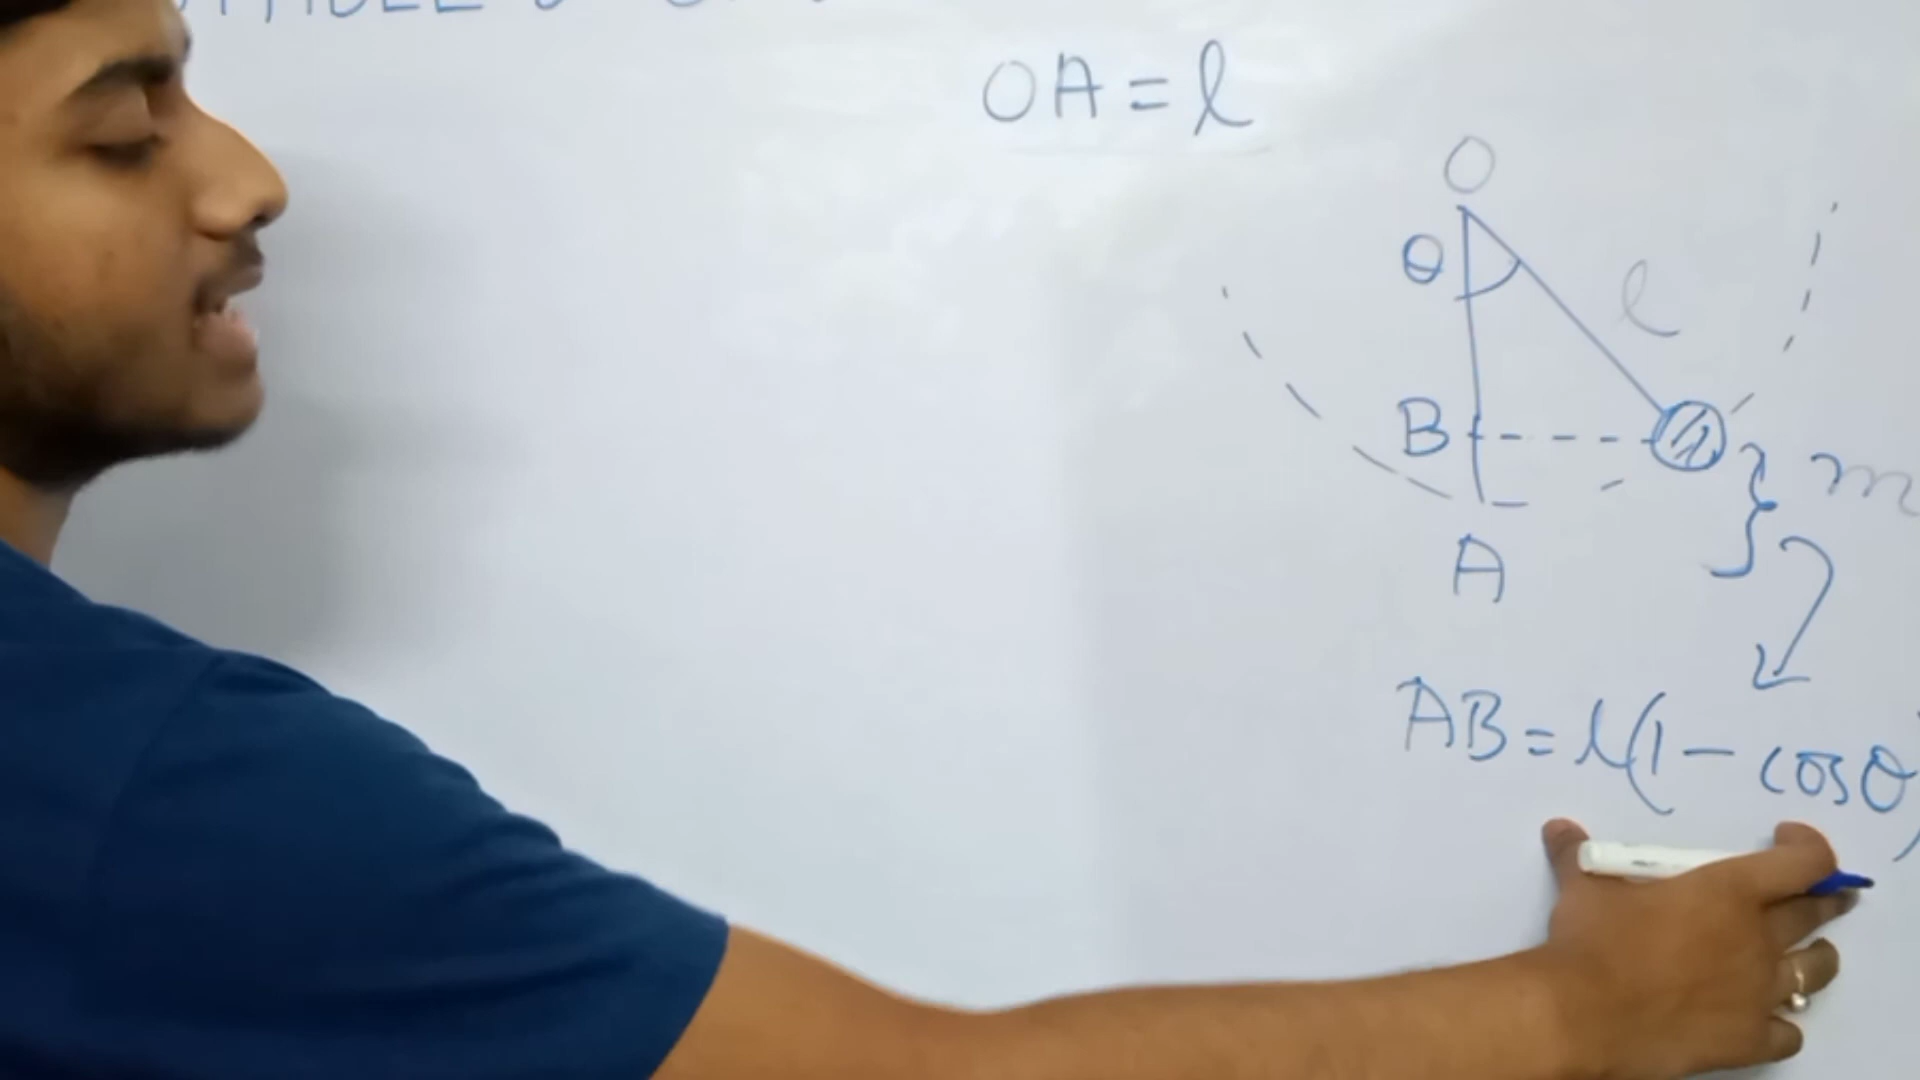 OA = l
O
θ
l
B
m
A
AB = l(1 - cosθ)